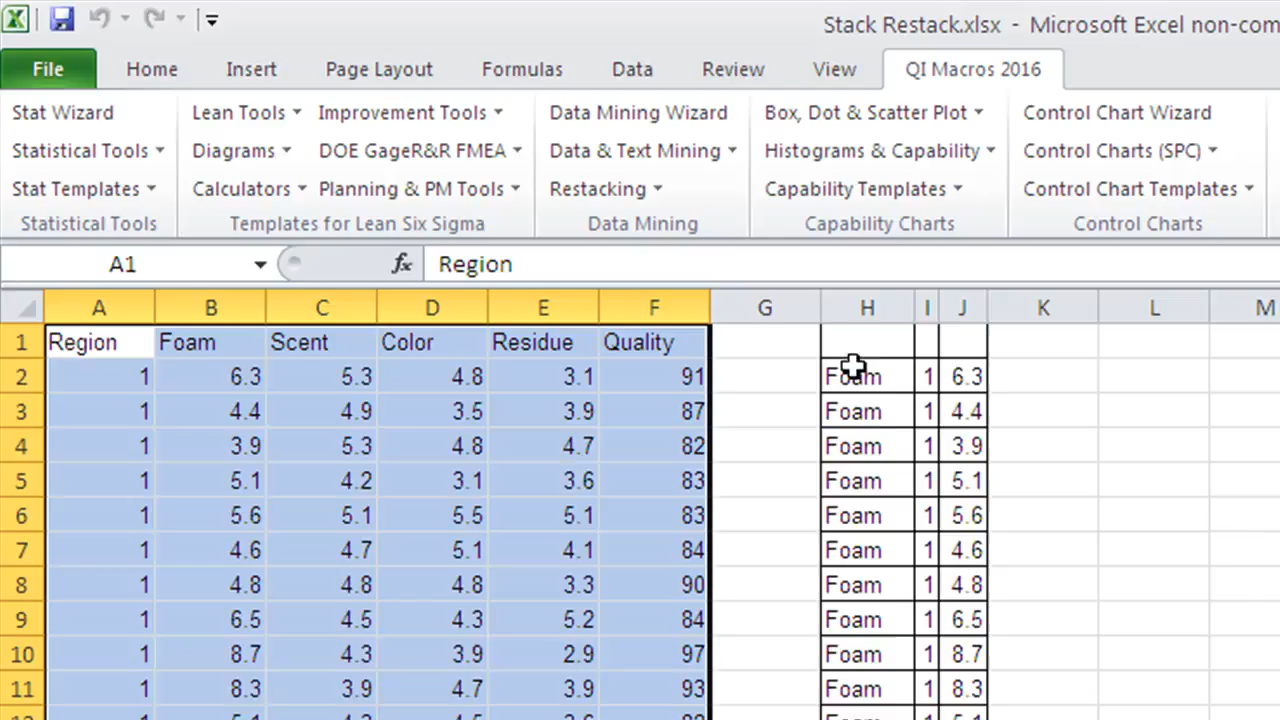 Stack Restack.xlsx - Microsoft Excel non-com
File Home Insert Page Layout Formulas Data Review View QI Macros 2016
Stat Wizard Lean Tools Improvement Tools Data Mining Wizard Box, Dot & Scatter Plot Control Chart Wizard
Statistical Tools Diagrams DOE GageR&R FMEA Data & Text Mining Histograms & Capability Control Charts (SPC)
Stat Templates Calculators Planning & PM Tools Restacking Capability Templates Control Chart Templates
Statistical Tools Templates for Lean Six Sigma Data Mining Capability Charts Control Charts
A1 fx Region
A B C D E F G H I J K L M
1 Region Foam Scent Color Residue Quality
2 1 6.3 5.3 4.8 3.1 91 Foam 1 6.3
3 1 4.4 4.9 3.5 3.9 87 Foam 1 4.4
4 1 3.9 5.3 4.8 4.7 82 Foam 1 3.9
5 1 5.1 4.2 3.1 3.6 83 Foam 1 5.1
6 1 5.6 5.1 5.5 5.1 83 Foam 1 5.6
7 1 4.6 4.7 5.1 4.1 84 Foam 1 4.6
8 1 4.8 4.8 4.8 3.3 90 Foam 1 4.8
9 1 6.5 4.5 4.3 5.2 84 Foam 1 6.5
10 1 8.7 4.3 3.9 2.9 97 Foam 1 8.7
11 1 8.3 3.9 4.7 3.9 93 Foam 1 8.3